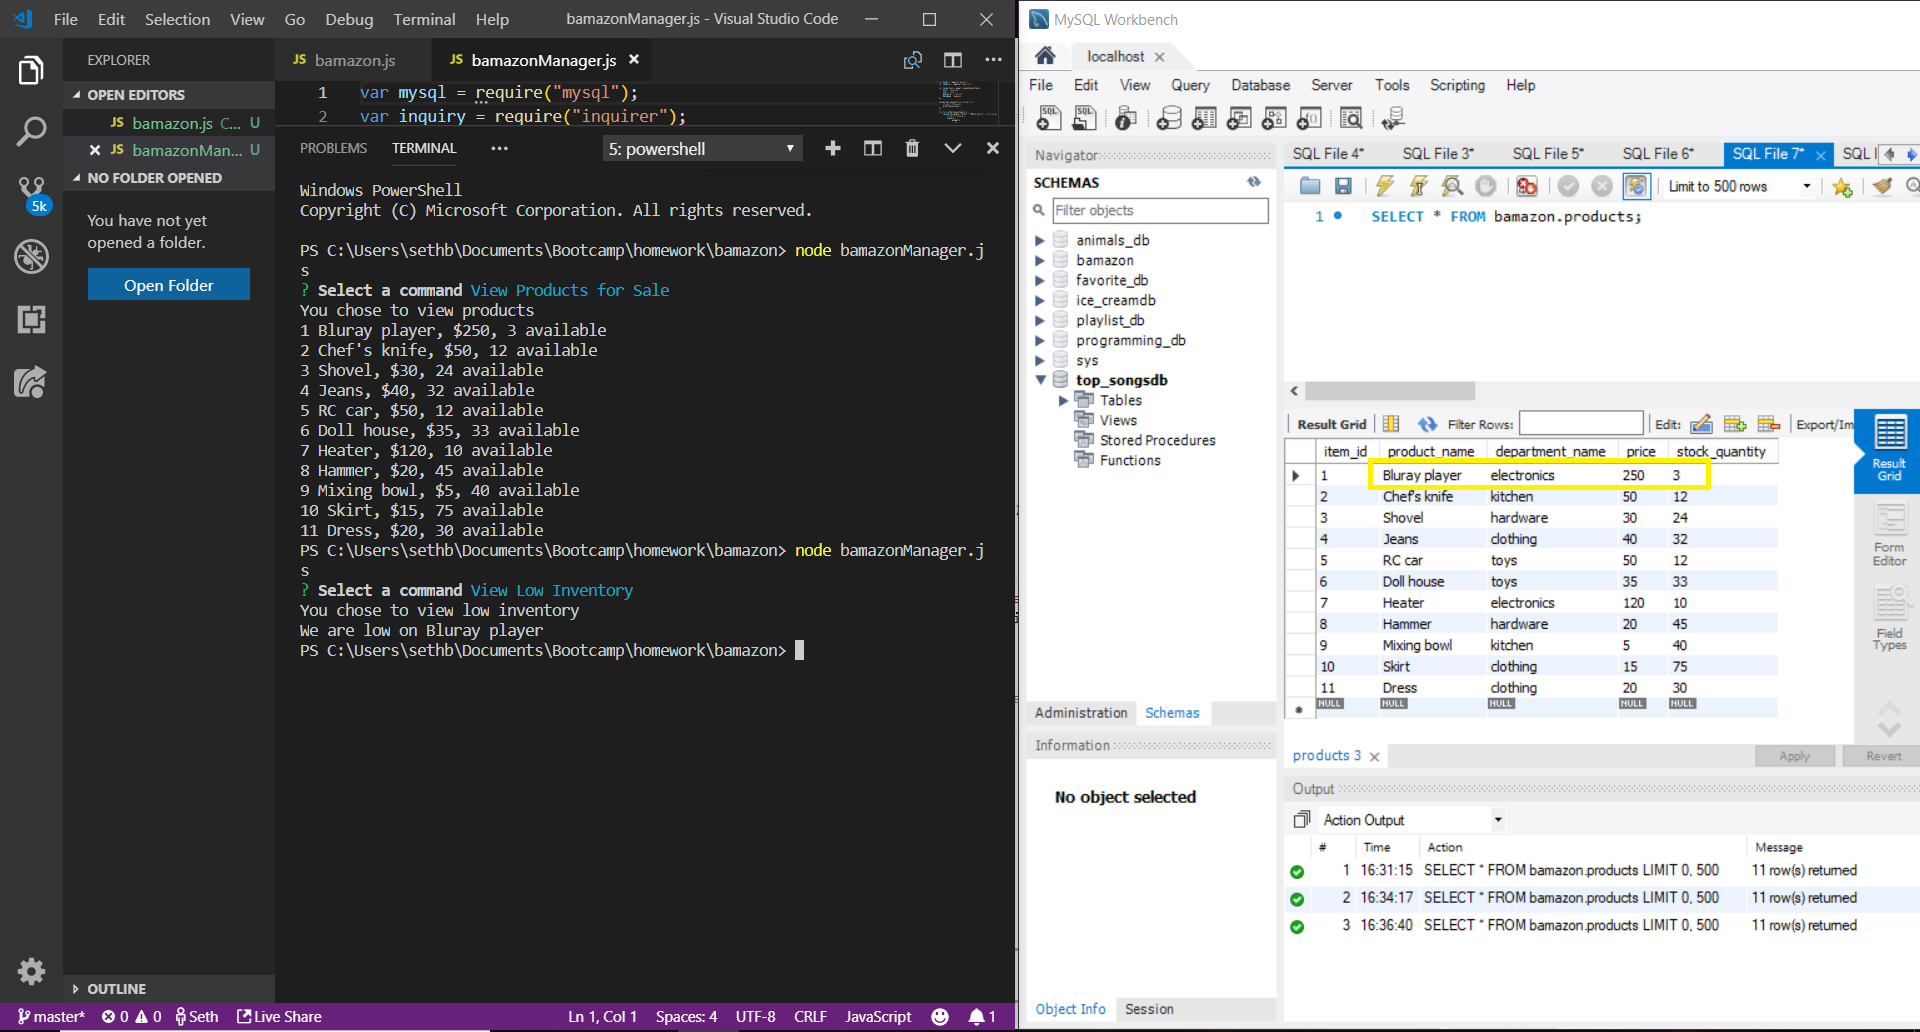 File Edit Selection View Go Debug Terminal Help
bamazonManager.js - Visual Studio Code
EXPLORER
OPEN EDITORS
JS bamazon.js C... U
JS bamazonMan... U
NO FOLDER OPENED
You have not yet
opened a folder.
Open Folder
5k
OUTLINE
JS bamazon.js
JS bamazonManager.js
1 var mysql = require("mysql");
2 var inquiry = require("inquirer");
PROBLEMS TERMINAL ... 5: powershell
Windows PowerShell
Copyright (C) Microsoft Corporation. All rights reserved.
PS C:\Users\sethb\Documents\Bootcamp\homework\bamazon> node bamazonManager.j
s
? Select a command View Products for Sale
You chose to view products
1 Bluray player, $250, 3 available
2 Chef's knife, $50, 12 available
3 Shovel, $30, 24 available
4 Jeans, $40, 32 available
5 RC car, $50, 12 available
6 Doll house, $35, 33 available
7 Heater, $120, 10 available
8 Hammer, $20, 45 available
9 Mixing bowl, $5, 40 available
10 Skirt, $15, 75 available
11 Dress, $20, 30 available
PS C:\Users\sethb\Documents\Bootcamp\homework\bamazon> node bamazonManager.j
s
? Select a command View Low Inventory
You chose to view low inventory
We are low on Bluray player
PS C:\Users\sethb\Documents\Bootcamp\homework\bamazon>
master* 0 0 Seth Live Share Ln 1, Col 1 Spaces: 4 UTF-8 CRLF JavaScript 1
MySQL Workbench
localhost
File Edit View Query Database Server Tools Scripting Help
Navigator
SCHEMAS
Filter objects
animals_db
bamazon
favorite_db
ice_creamdb
playlist_db
programming_db
sys
top_songsdb
Tables
Views
Stored Procedures
Functions
Administration Schemas
Information
No object selected
Object Info Session
SQL File 4* SQL File 3* SQL File 5* SQL File 6* SQL File 7* SQL
Limit to 500 rows
1 SELECT * FROM bamazon.products;
Result Grid Filter Rows: Edit: Export/Im
item_id product_name department_name price stock_quantity
1 Bluray player electronics 250 3
2 Chef's knife kitchen 50 12
3 Shovel hardware 30 24
4 Jeans clothing 40 32
5 RC car toys 50 12
6 Doll house toys 35 33
7 Heater electronics 120 10
8 Hammer hardware 20 45
9 Mixing bowl kitchen 5 40
10 Skirt clothing 15 75
11 Dress clothing 20 30
NULL NULL NULL NULL NULL
Result
Grid
Form
Editor
Field
Types
products 3
Apply Revert
Output
Action Output
# Time Action Message
1 16:31:15 SELECT * FROM bamazon.products LIMIT 0, 500 11 row(s) returned
2 16:34:17 SELECT * FROM bamazon.products LIMIT 0, 500 11 row(s) returned
3 16:36:40 SELECT * FROM bamazon.products LIMIT 0, 500 11 row(s) returned